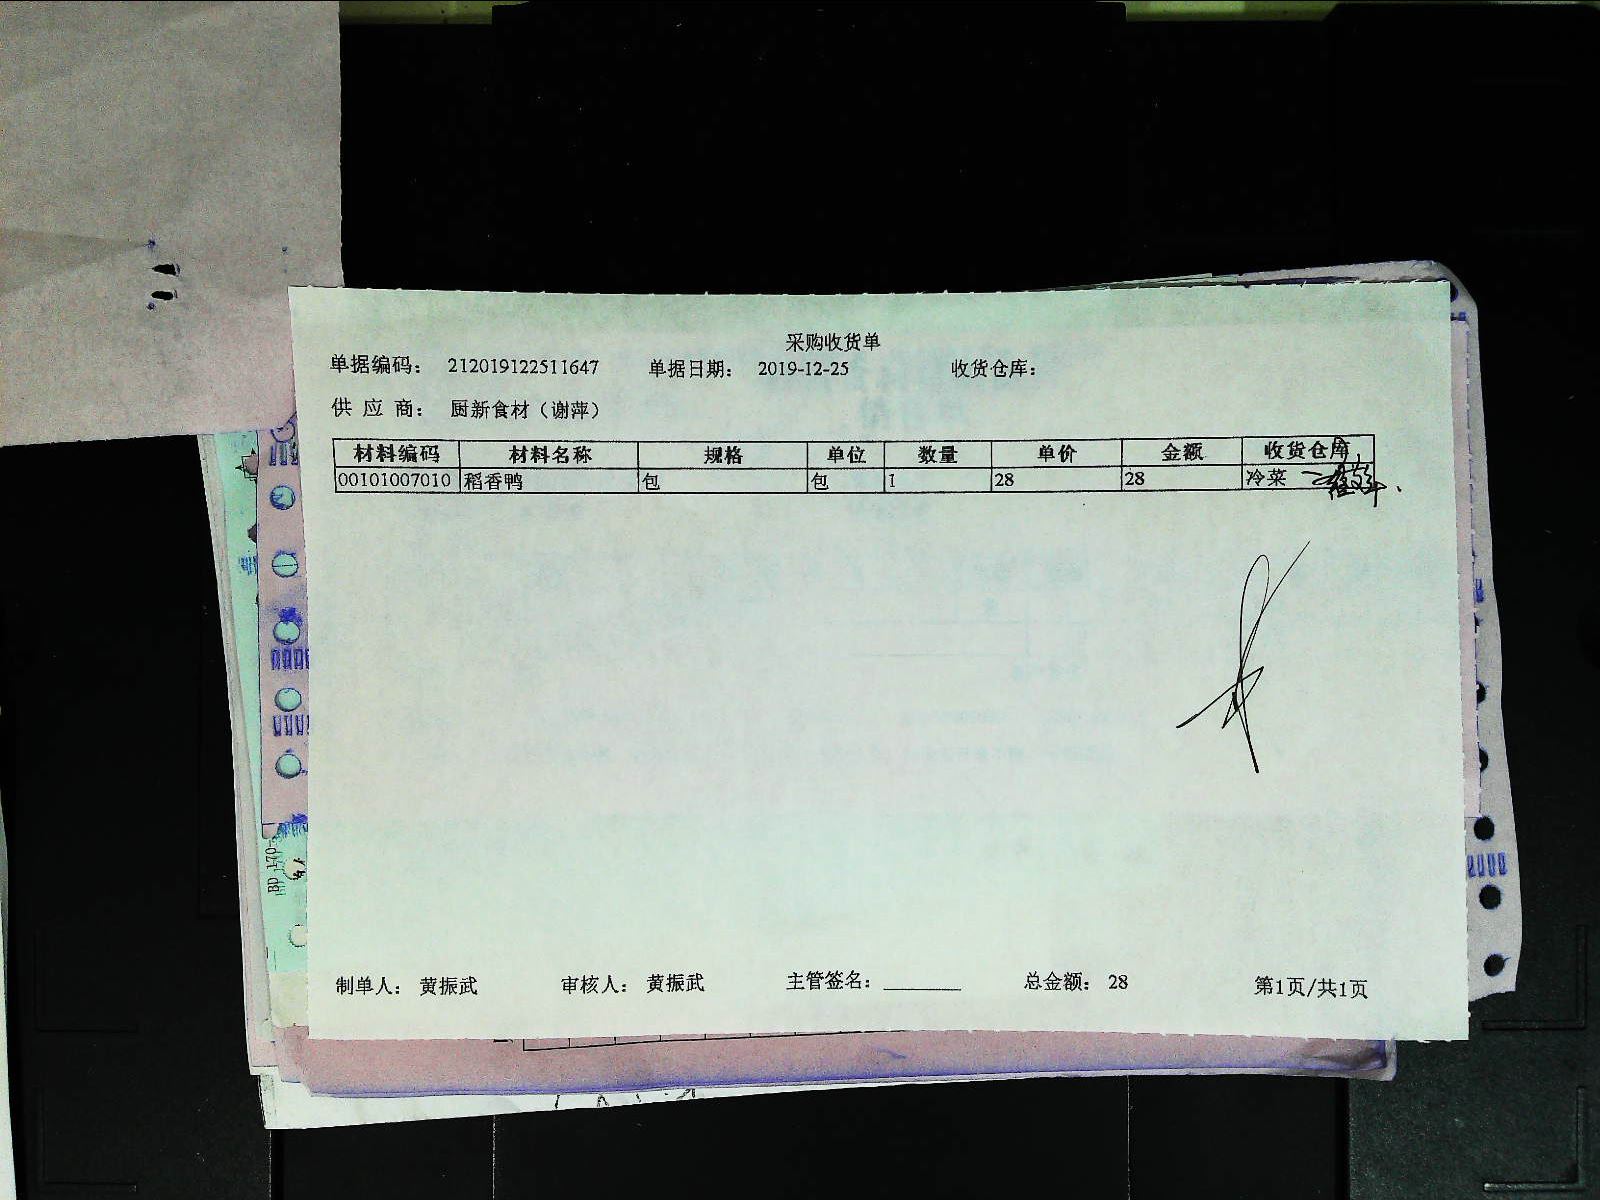 采购收货单
单据编码： 212019122511647 单据日期： 2019-12-25 收货仓库：
供 应 商： 厨新食材（谢萍）
材料编码 材料名称 规格 单位 数量 单价 金额 收货仓库
00101007010 稻香鸭 包 包 1 28 28 冷菜
制单人： 黄振武 审核人： 黄振武 主管签名： 总金额： 28 第1页/共1页